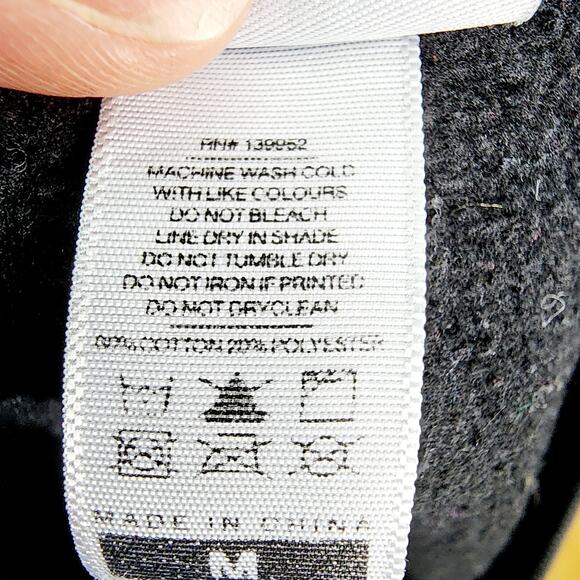 RN# 139952
MACHINE WASH COLD
WITH LIKE COLOURS
DO NOT BLEACH
LINE DRY IN SHADE
DO NOT TUMBLE DRY
DO NOT IRON IF PRINTED
DO NOT DRYCLEAN
80% COTTON 20% POLYESTER
MADE IN CHINA
M